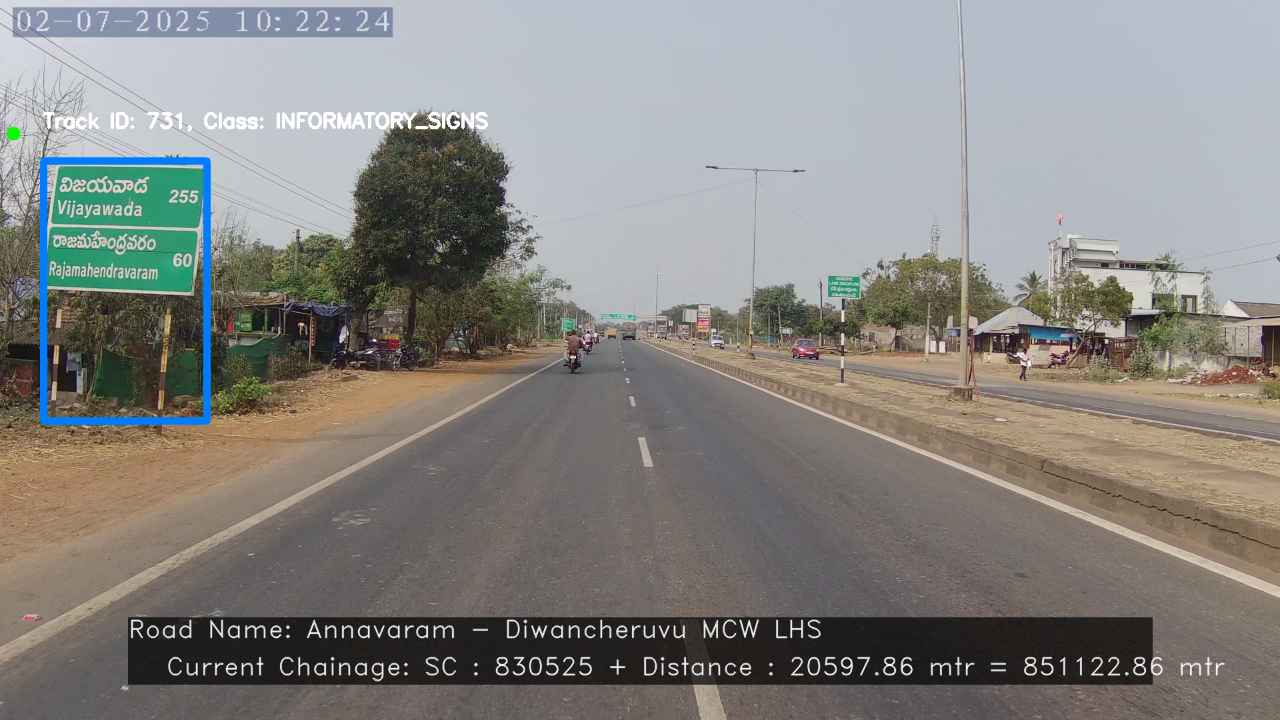 02-07-2025 10:22:24
Track ID: 731, Class: INFORMATORY_SIGNS
విజయవాడ 255
Vijayawada
రాజమహేంద్రవరం 60
Rajamahendravaram
Road Name: Annavaram - Diwancheruvu MCW LHS
Current Chainage: SC : 830525 + Distance : 20597.86 mtr = 851122.86 mtr